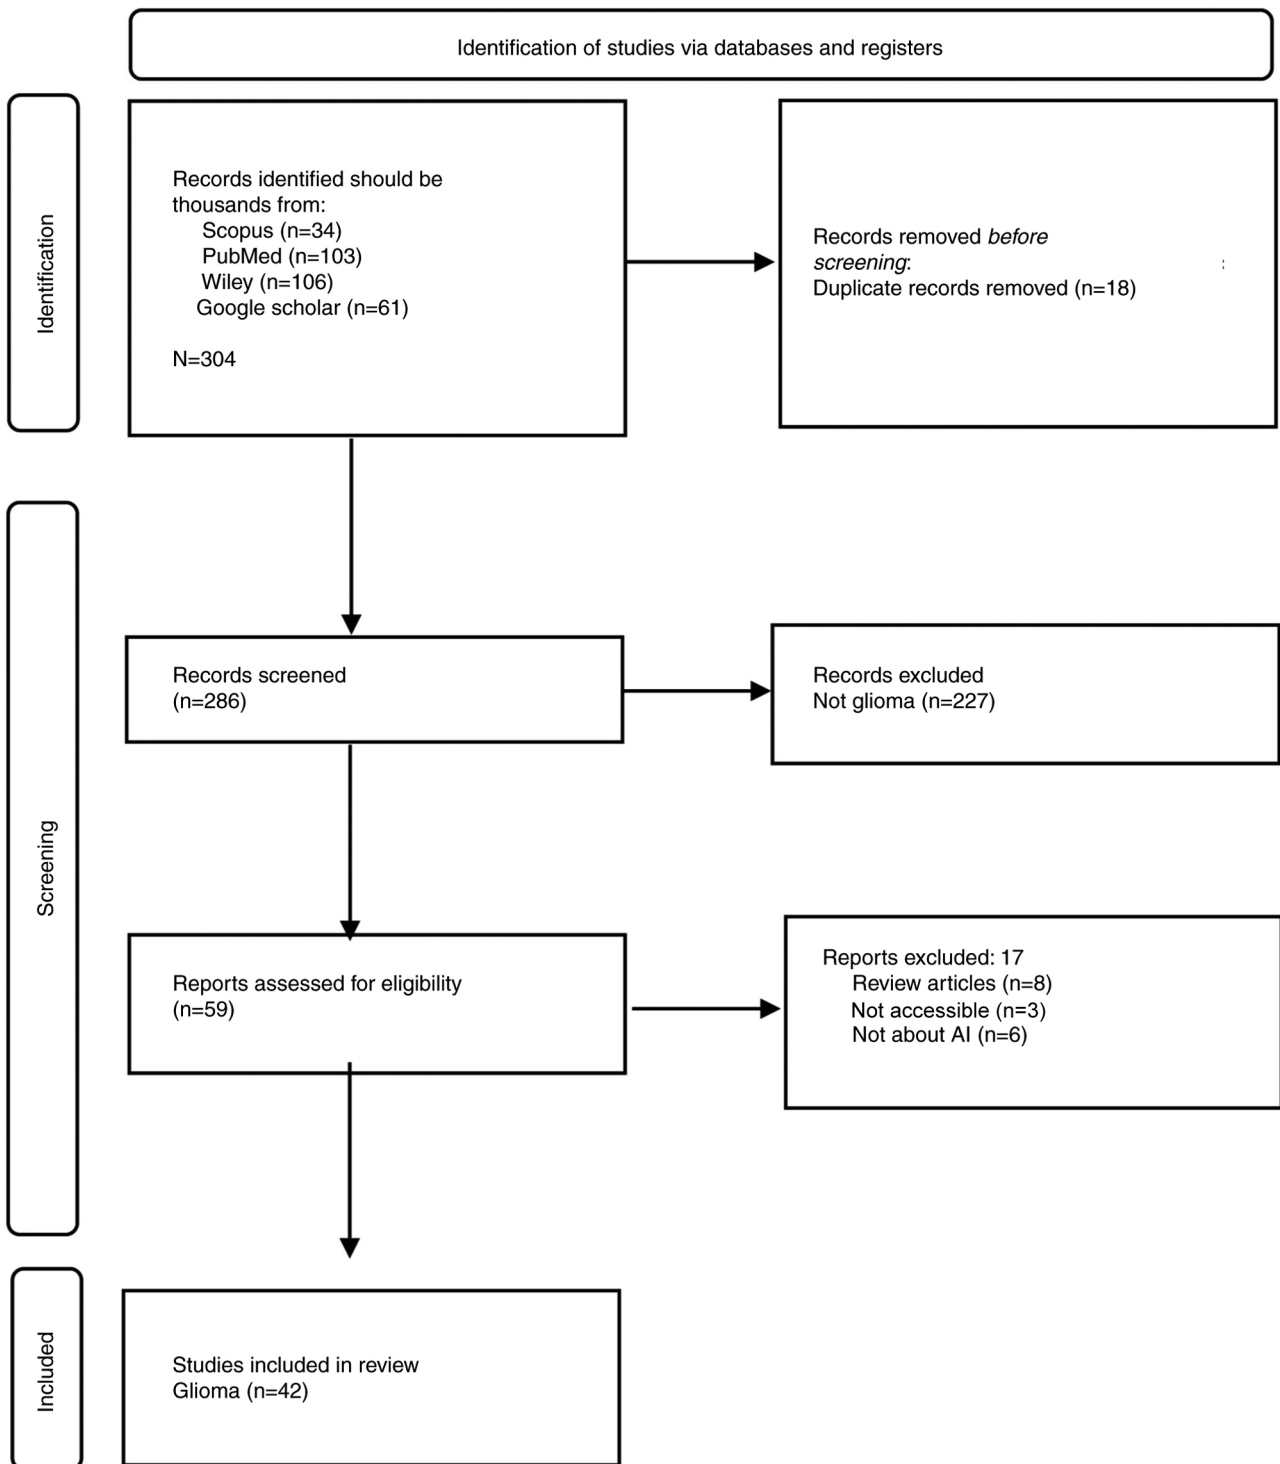 Identification of studies via databases and registers
Identification
Records identified should be
thousands from:
Scopus (n=34)
PubMed (n=103)
Wiley (n=106)
Google scholar (n=61)
N=304
Records removed before
screening:
:
Duplicate records removed (n=18)
Screening
Records screened
(n=286)
Records excluded
Not glioma (n=227)
Reports assessed for eligibility
(n=59)
Reports excluded: 17
Review articles (n=8)
Not accessible (n=3)
Not about AI (n=6)
Included
Studies included in review
Glioma (n=42)